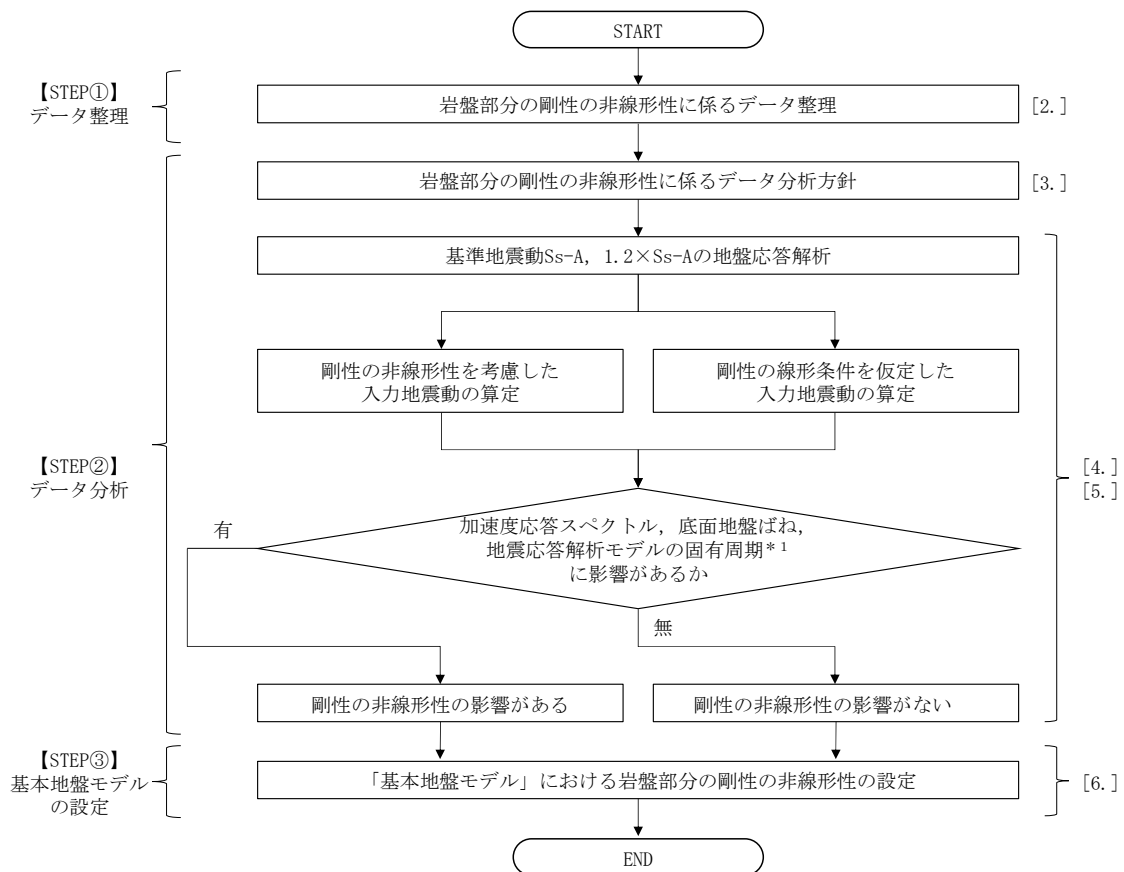 START
【STEP①】
データ整理
岩盤部分の剛性の非線形性に係るデータ整理
[2.]
岩盤部分の剛性の非線形性に係るデータ分析方針
[3.]
基準地震動Ss-A，1.2×Ss-Aの地盤応答解析
剛性の非線形性を考慮した
入力地震動の算定
剛性の線形条件を仮定した
入力地震動の算定
【STEP②】
データ分析
[4.]
[5.]
加速度応答スペクトル，底面地盤ばね，
地震応答解析モデルの固有周期*1
に影響があるか
有
無
剛性の非線形性の影響がある
剛性の非線形性の影響がない
【STEP③】
基本地盤モデル
の設定
「基本地盤モデル」における岩盤部分の剛性の非線形性の設定
[6.]
END